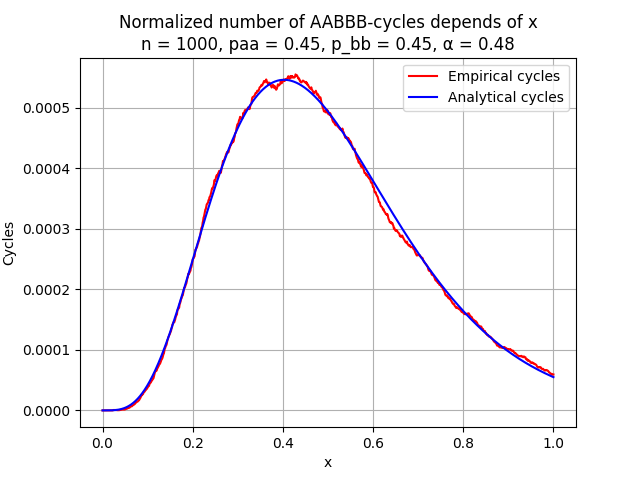 Normalized number of AABBB-cycles depends of x
n = 1000, paa = 0.45, p_bb = 0.45, α = 0.48
Empirical cycles
Analytical cycles
0.0005
0.0004
0.0003
0.0002
0.0001
0.0000
Cycles
0.0 0.2 0.4 0.6 0.8 1.0
x